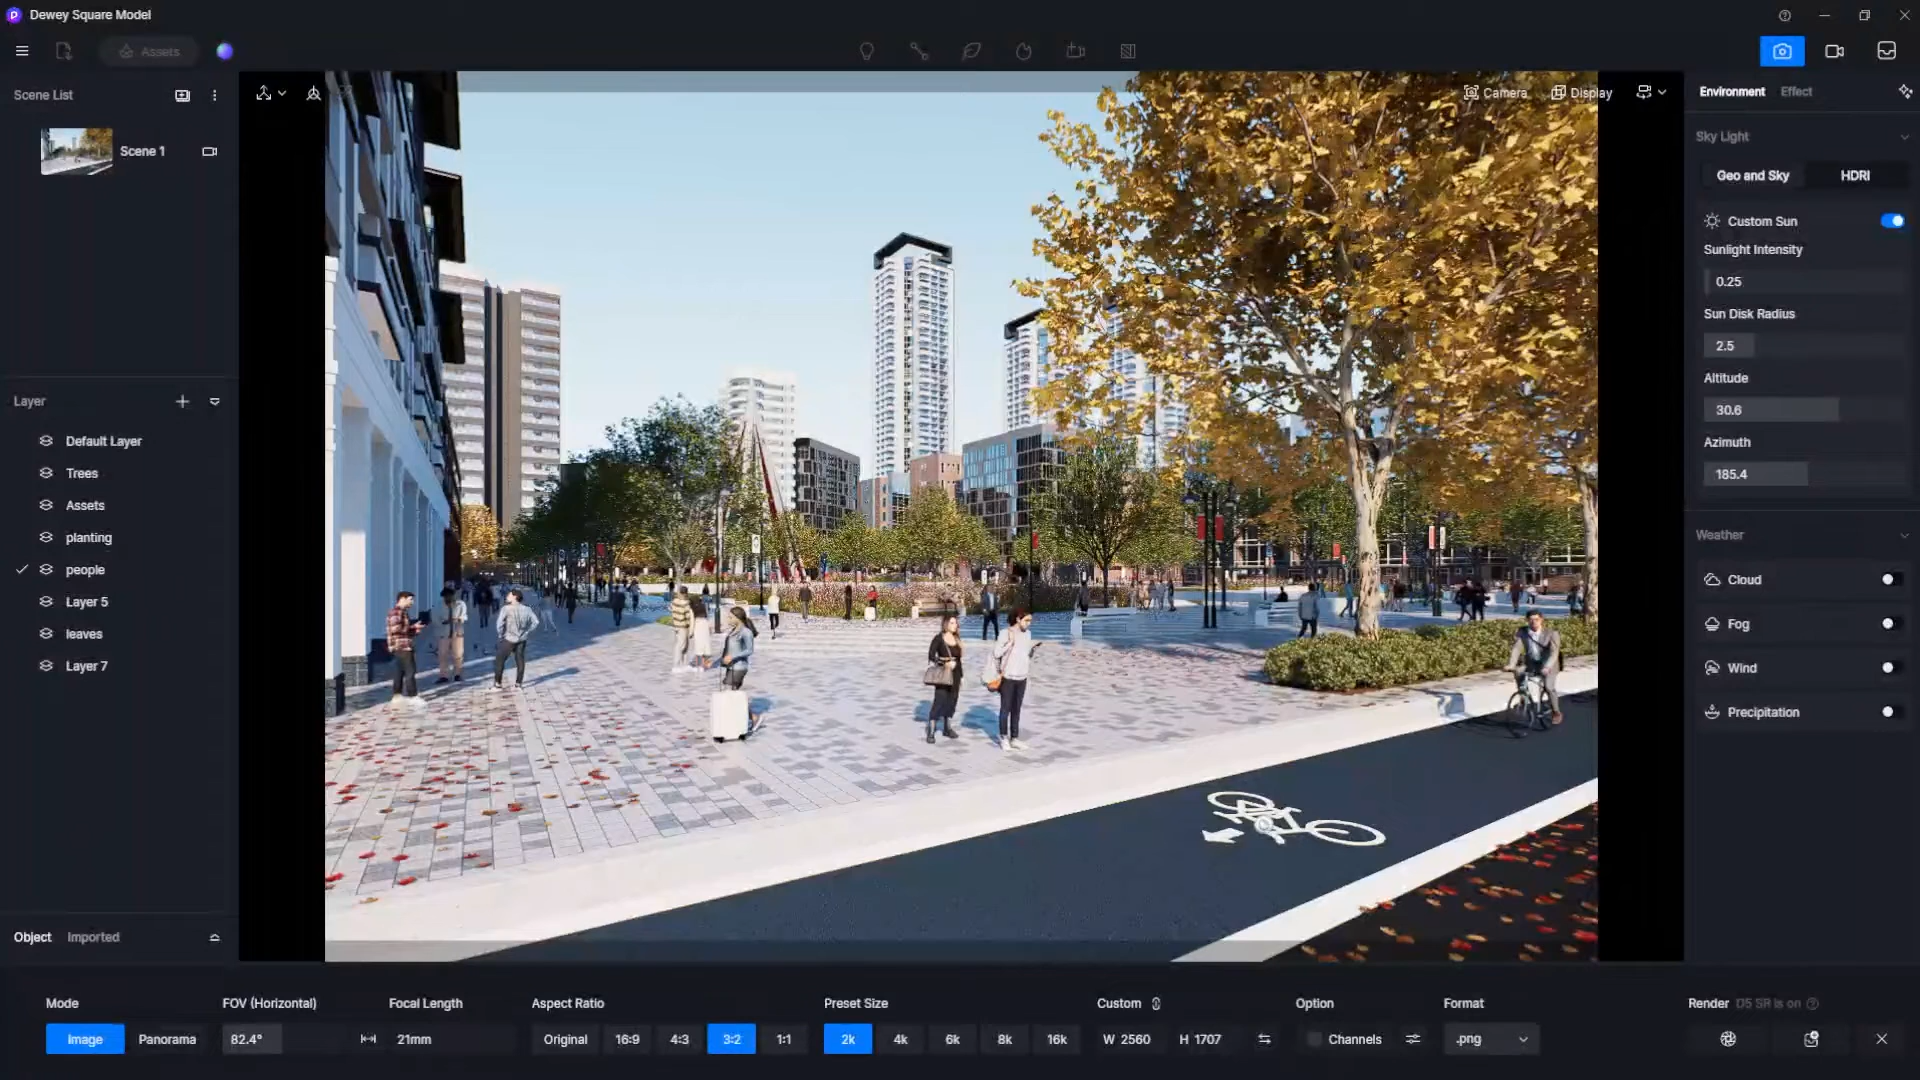 Dewey Square Model
Assets
Scene List
Scene 1
Layer
Default Layer
Trees
Assets
planting
people
Layer 5
leaves
Layer 7
Object Imported
Camera Display
Environment Effect
Sky Light
Geo and Sky HDRI
Custom Sun
Sunlight Intensity
0.25
Sun Disk Radius
2.5
Altitude
30.6
Azimuth
185.4
Weather
Cloud
Fog
Wind
Precipitation
Mode FOV (Horizontal) Focal Length Aspect Ratio Preset Size Custom Option Format Render D5 SR is on
Image Panorama 82.4° 21mm Original 16:9 4:3 3:2 1:1 2k 4k 6k 8k 16k W 2560 H 1707 Channels .png